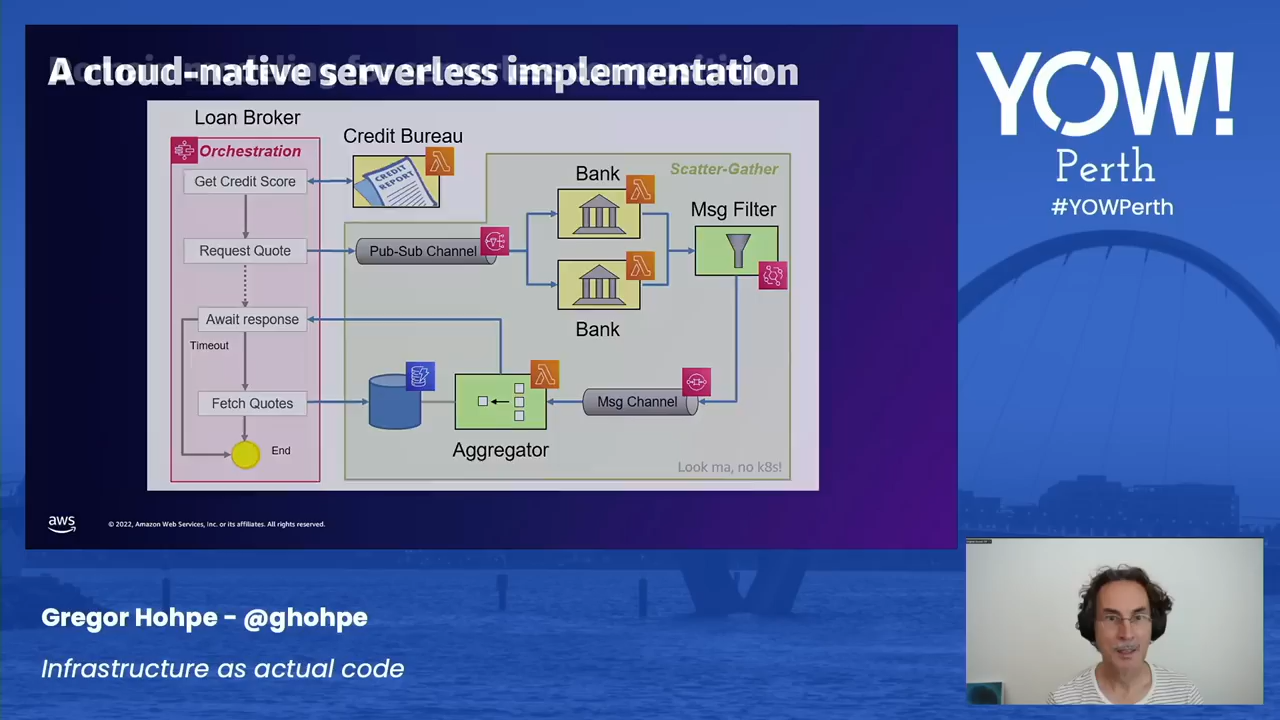 A cloud-native serverless implementation
Loan Broker
Orchestration
Get Credit Score
Request Quote
Await response
Timeout
Fetch Quotes
End
Credit Bureau
CREDIT REPORT
Scatter-Gather
Bank
Msg Filter
Pub-Sub Channel
Bank
Msg Channel
Aggregator
Look ma, no k8s!
aws
© 2022, Amazon Web Services, Inc. or its affiliates. All rights reserved.
YOW!
Perth
#YOWPerth
Gregor Hohpe - @ghohpe
Infrastructure as actual code